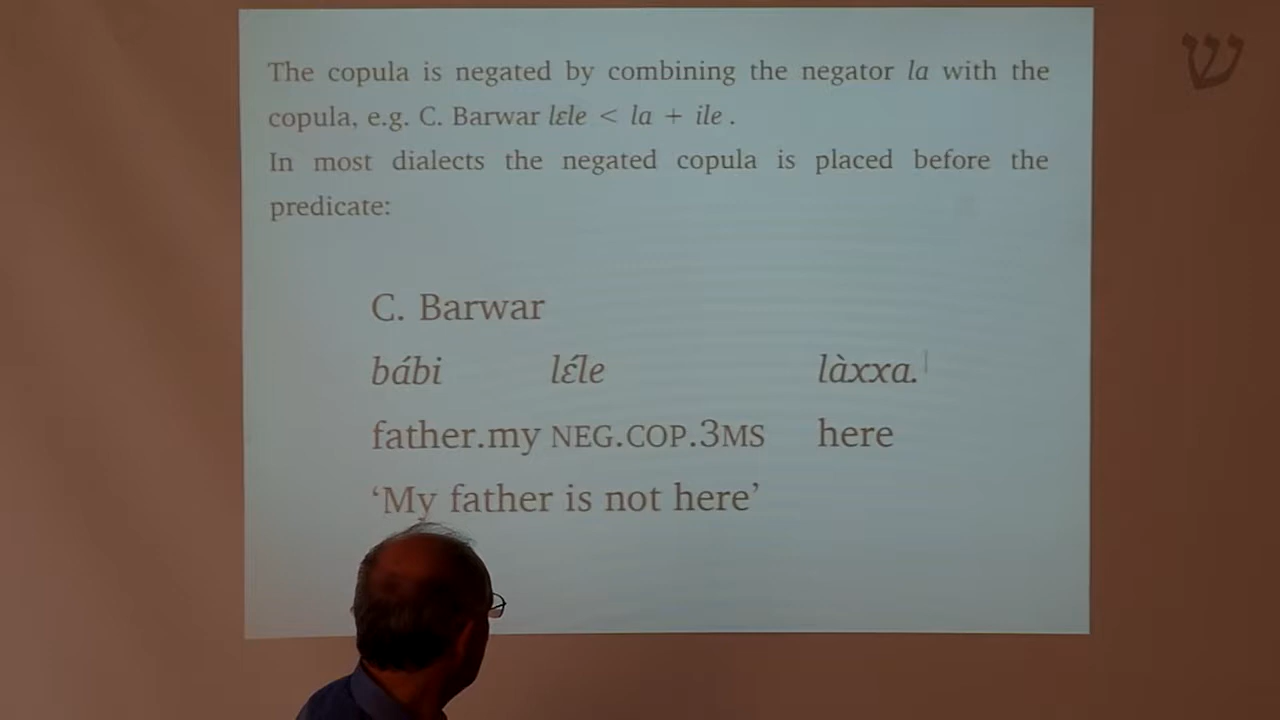 ש
The copula is negated by combining the negator la with the
copula, e.g. C. Barwar lɛle < la + ile .
In most dialects the negated copula is placed before the
predicate:
C. Barwar
bábi lɛ́le làxxa.ˈ
father.my NEG.COP.3MS here
‘My father is not here’